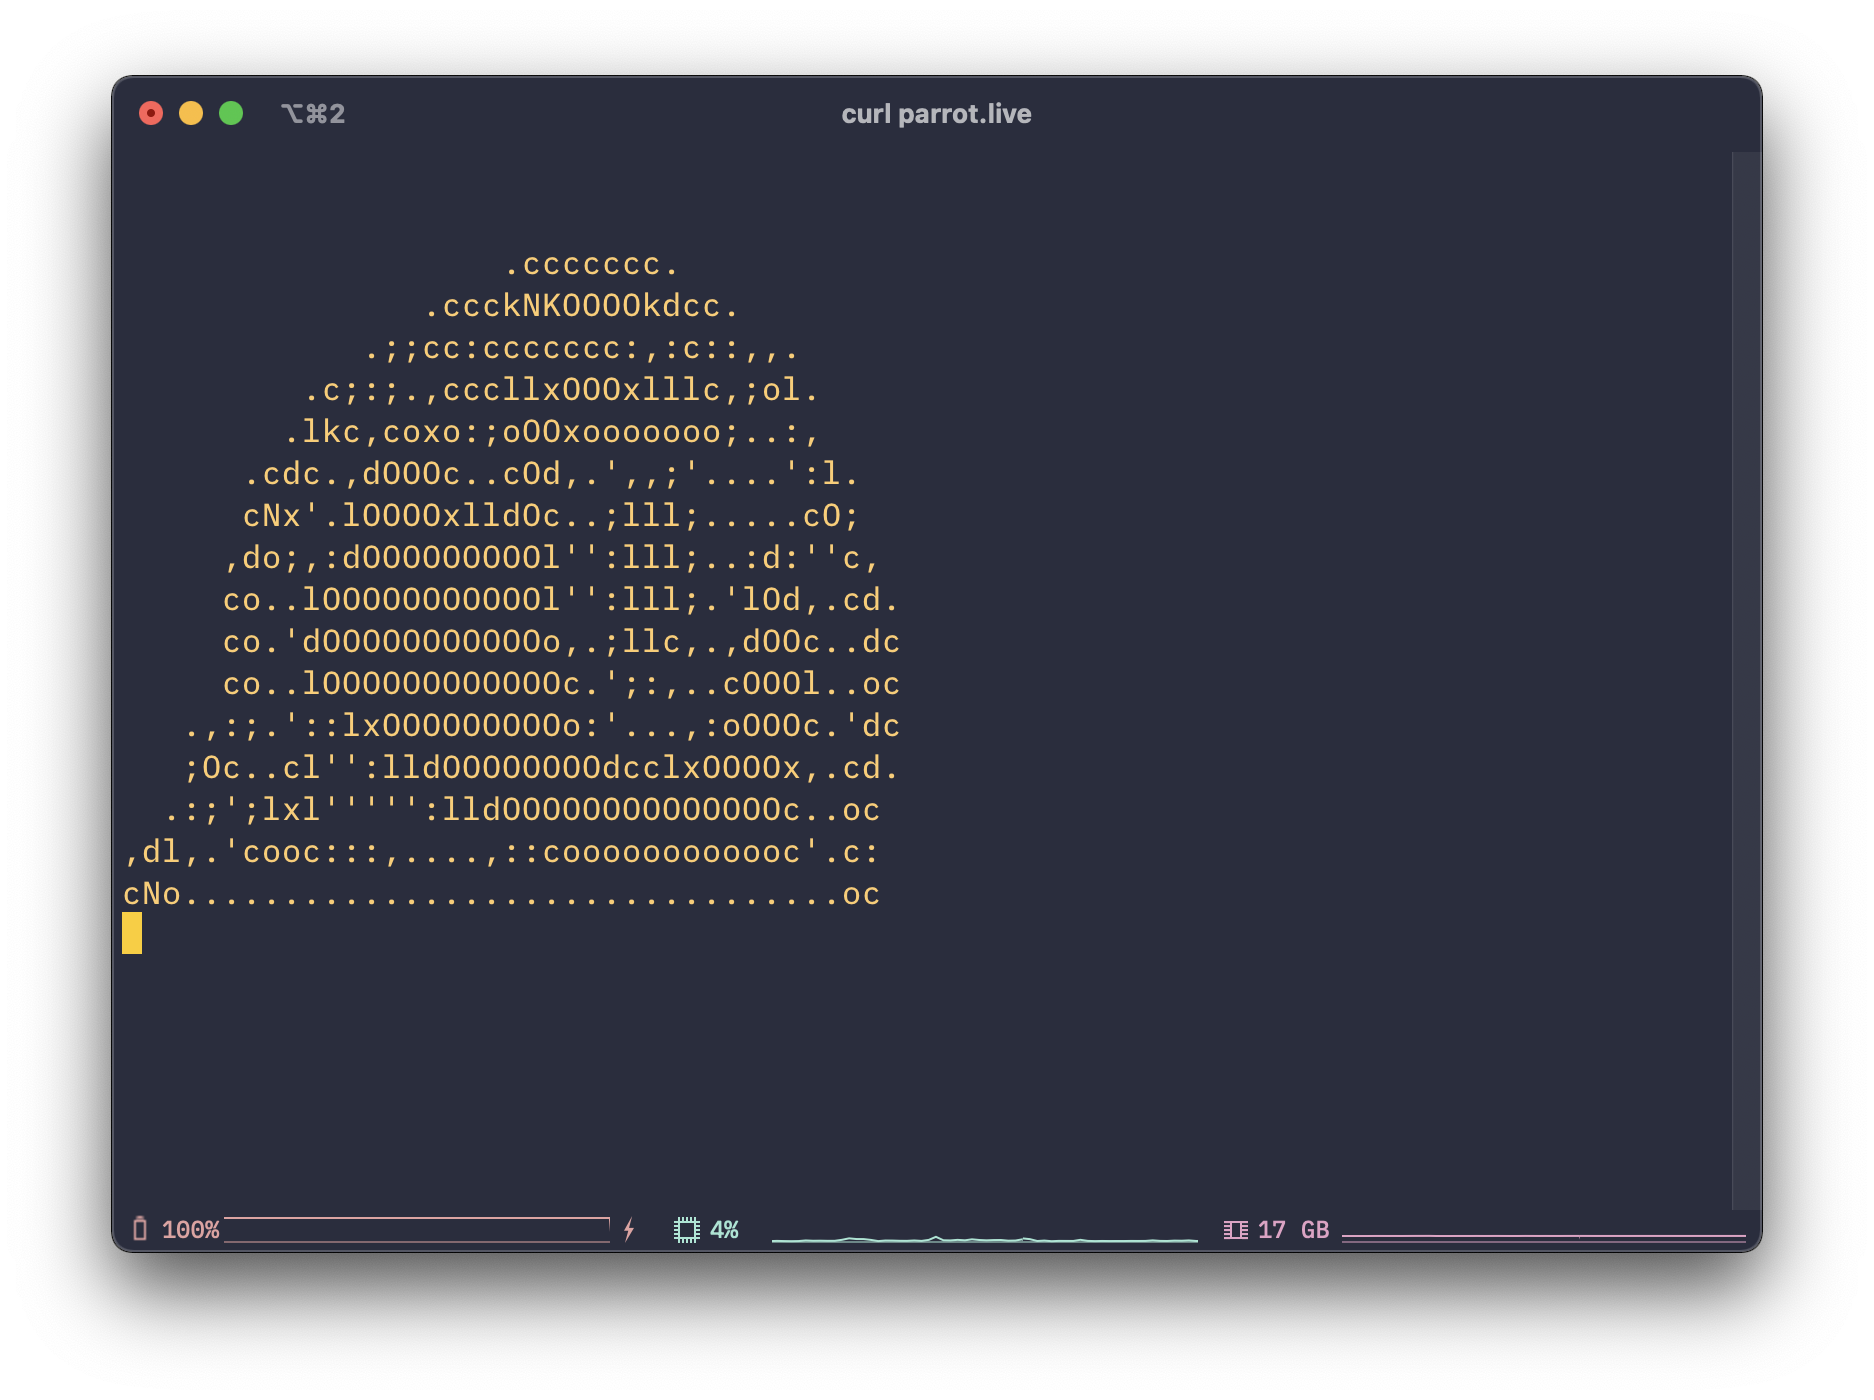 ⌥⌘2 curl parrot.live
.ccccccc.
.ccckNKOOOOkdcc.
.;;cc:ccccccc:,:c::,,.
.c;:;.,cccllxOOOxlllc,;ol.
.lkc,coxo:;oOOxooooooo;..:,
.cdc.,dOOOc..cOd,.',,;'....':l.
cNx'.lOOOOxlldOc..;lll;.....cO;
,do;,:dOOOOOOOOOl'':lll;..:d:''c,
co..lOOOOOOOOOOOl'':lll;.'lOd,.cd.
co.'dOOOOOOOOOOOo,.;llc,.,dOOc..dc
co..lOOOOOOOOOOOOc.';:,..cOOOl..oc
.,:;.'::lxOOOOOOOOOo:'...,:oOOOc.'dc
;Oc..cl'':lldOOOOOOOOdcclxOOOOx,.cd.
.:;';lxl''''':lldOOOOOOOOOOOOOOc..oc
,dl,.'cooc:::,....,::coooooooooooc'.c:
cNo.................................oc
100% 4% 17 GB